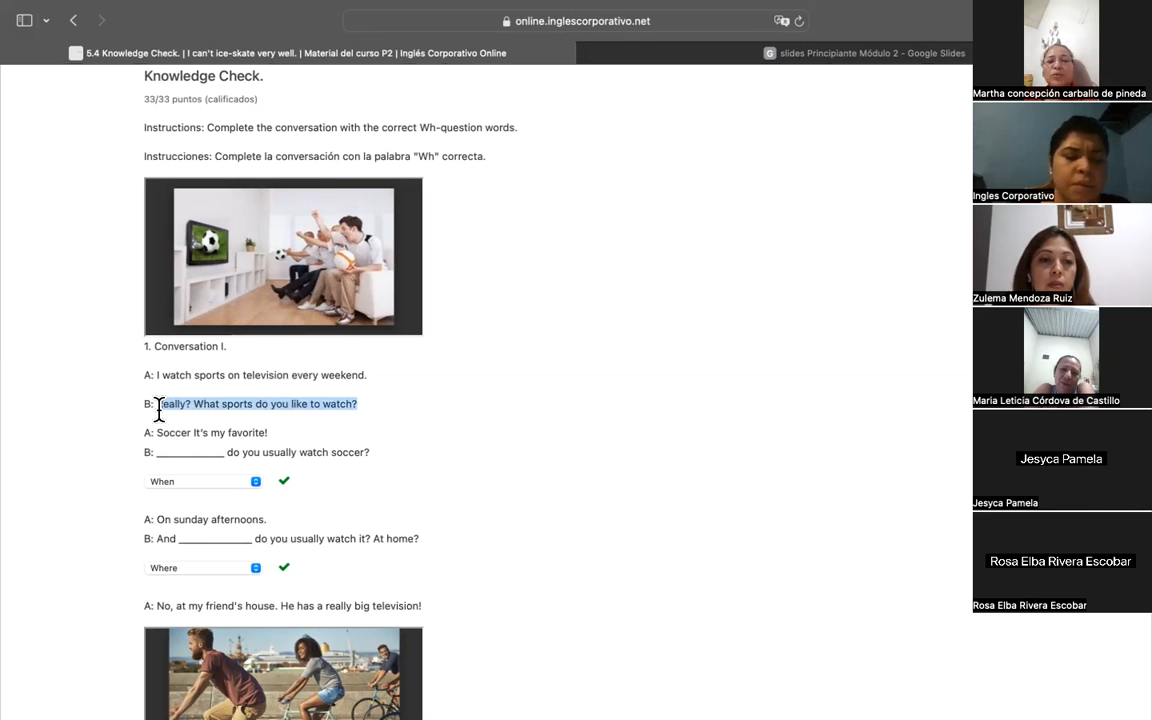 online.inglescorporativo.net
5.4 Knowledge Check. | I can't ice-skate very well. | Material del curso P2 | Inglés Corporativo Online
G slides Principiante Módulo 2 - Google Slides
Knowledge Check.
33/33 puntos (calificados)
Instructions: Complete the conversation with the correct Wh-question words.
Instrucciones: Complete la conversación con la palabra "Wh" correcta.
1. Conversation I.
A: I watch sports on television every weekend.
B: Really? What sports do you like to watch?
A: Soccer It's my favorite!
B: _____________ do you usually watch soccer?
When
A: On sunday afternoons.
B: And ______________ do you usually watch it? At home?
Where
A: No, at my friend's house. He has a really big television!
Martha concepción carballo de pineda
Ingles Corporativo
Zulema Mendoza Ruiz
Maria Leticia Córdova de Castillo
Jesyca Pamela
Jesyca Pamela
Rosa Elba Rivera Escobar
Rosa Elba Rivera Escobar